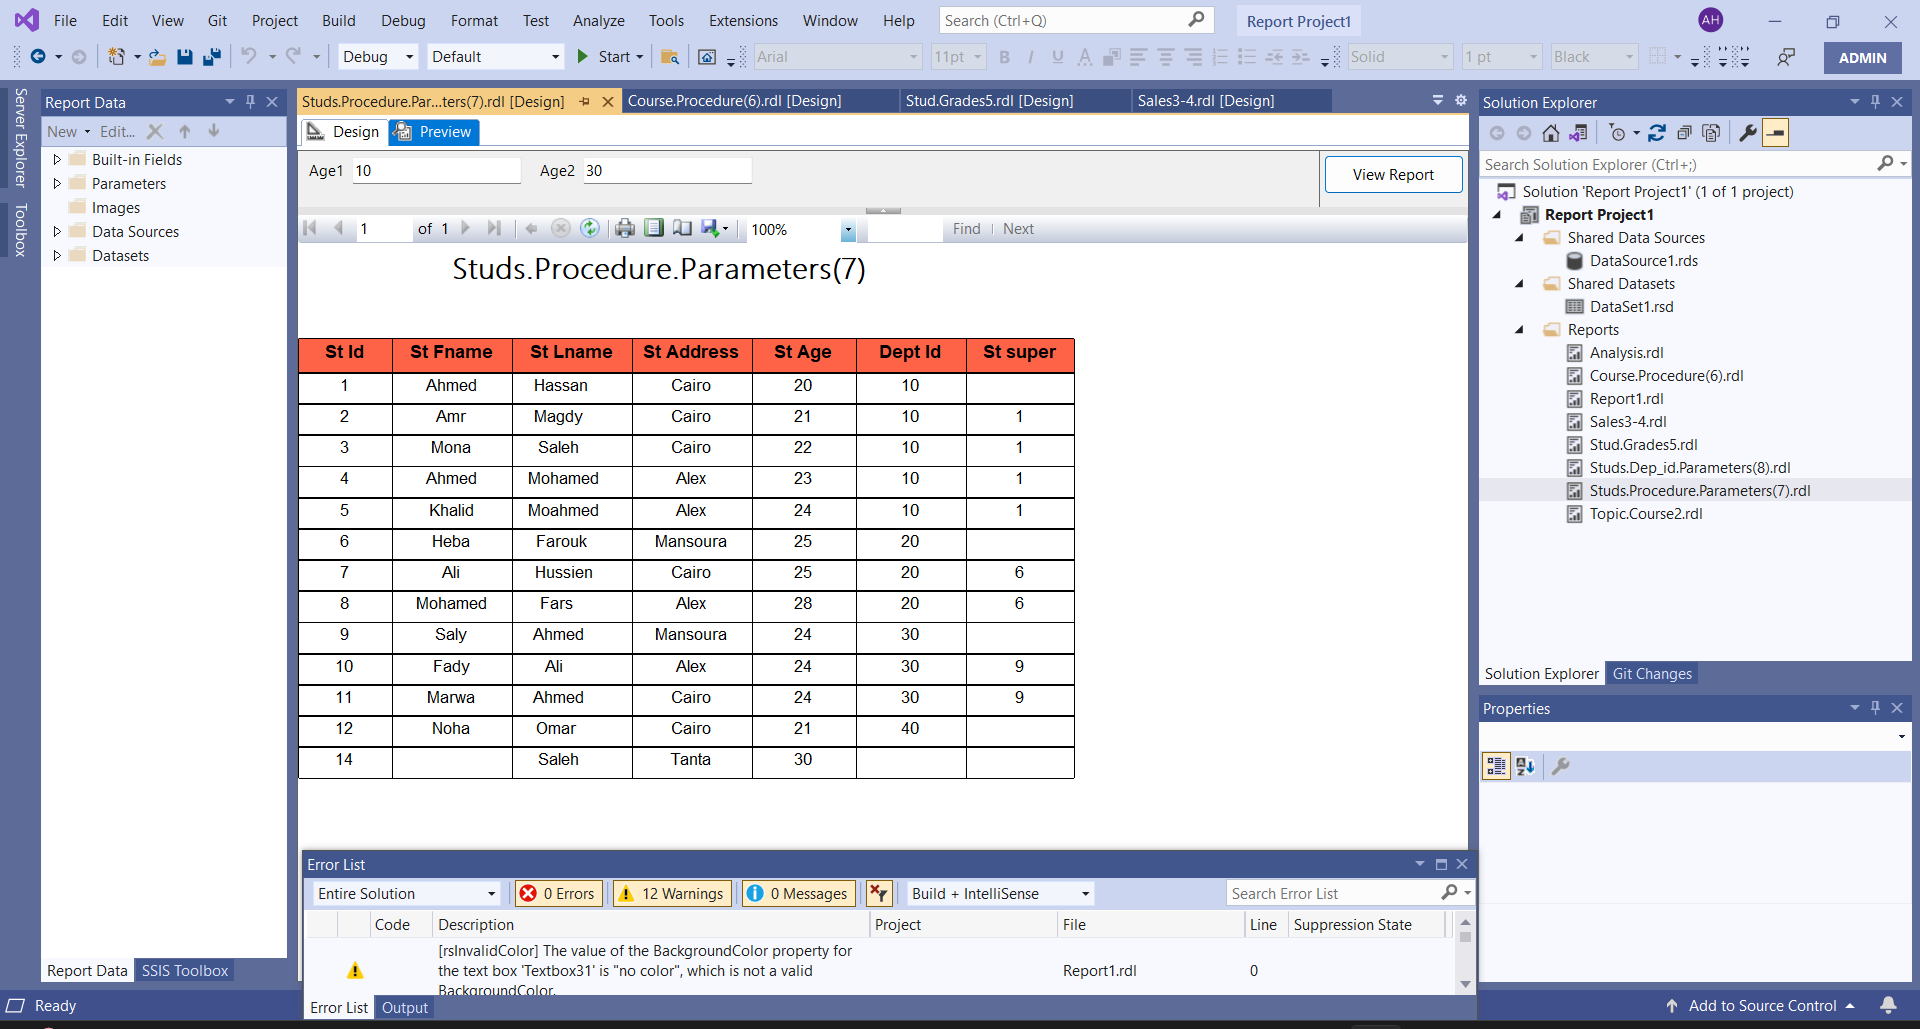 File Edit View Git Project Build Debug Format Test Analyze Tools Extensions Window Help Search (Ctrl+Q) Report Project1 AH
Debug Default Start Arial 11pt B I U A Solid 1 pt Black ADMIN
Server Explorer
Toolbox
Report Data
New Edit...
Built-in Fields
Parameters
Images
Data Sources
Datasets
Report Data SSIS Toolbox
Studs.Procedure.Par...ters(7).rdl [Design] Course.Procedure(6).rdl [Design] Stud.Grades5.rdl [Design] Sales3-4.rdl [Design]
Design Preview
Age1 10 Age2 30 View Report
1 of 1 100% Find Next
Studs.Procedure.Parameters(7)
St Id St Fname St Lname St Address St Age Dept Id St super
1 Ahmed Hassan Cairo 20 10
2 Amr Magdy Cairo 21 10 1
3 Mona Saleh Cairo 22 10 1
4 Ahmed Mohamed Alex 23 10 1
5 Khalid Moahmed Alex 24 10 1
6 Heba Farouk Mansoura 25 20
7 Ali Hussien Cairo 25 20 6
8 Mohamed Fars Alex 28 20 6
9 Saly Ahmed Mansoura 24 30
10 Fady Ali Alex 24 30 9
11 Marwa Ahmed Cairo 24 30 9
12 Noha Omar Cairo 21 40
14 Saleh Tanta 30
Error List
Entire Solution 0 Errors 12 Warnings 0 Messages Build + IntelliSense Search Error List
Code Description Project File Line Suppression State
[rsInvalidColor] The value of the BackgroundColor property for
the text box 'Textbox31' is "no color", which is not a valid Report1.rdl 0
BackgroundColor.
Error List Output
Solution Explorer
Search Solution Explorer (Ctrl+;)
Solution 'Report Project1' (1 of 1 project)
Report Project1
Shared Data Sources
DataSource1.rds
Shared Datasets
DataSet1.rsd
Reports
Analysis.rdl
Course.Procedure(6).rdl
Report1.rdl
Sales3-4.rdl
Stud.Grades5.rdl
Studs.Dep_id.Parameters(8).rdl
Studs.Procedure.Parameters(7).rdl
Topic.Course2.rdl
Solution Explorer Git Changes
Properties
Ready Add to Source Control